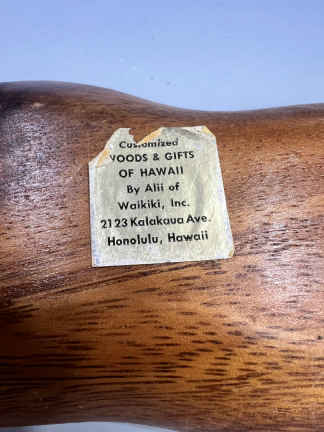 Customized
WOODS & GIFTS
OF HAWAII
By Alii of
Waikiki, Inc.
2123 Kalakaua Ave.
Honolulu, Hawaii